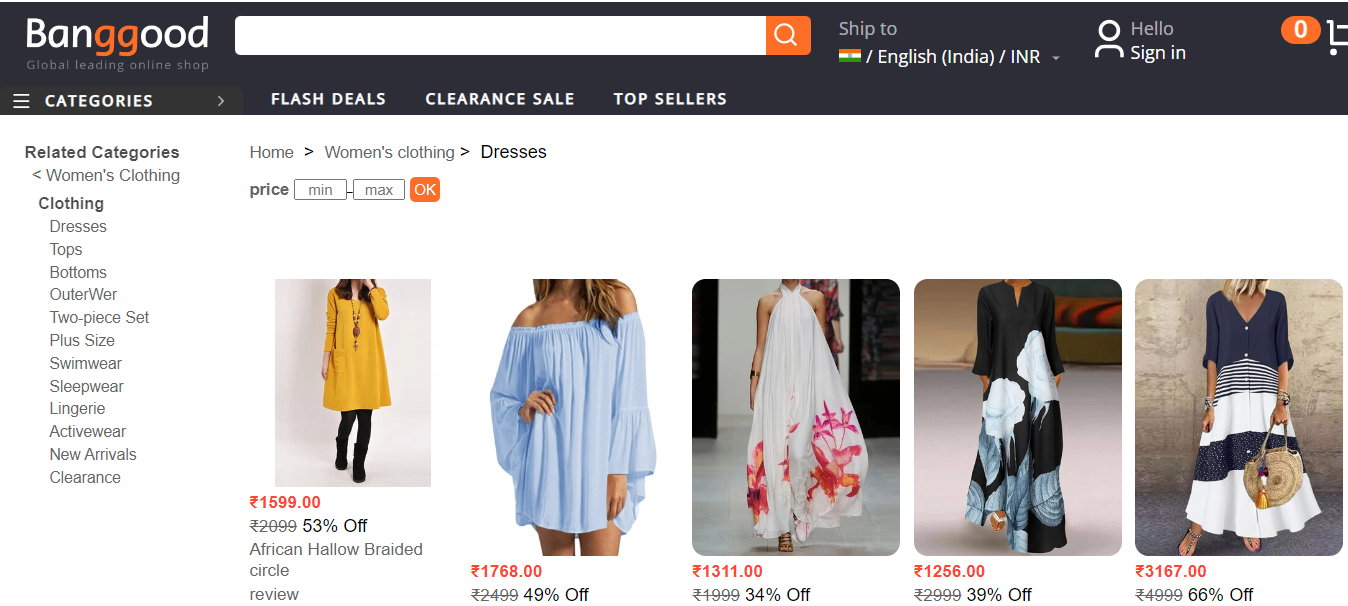 Banggood
Global leading online shop
Ship to
/ English (India) / INR
Hello
Sign in
0
CATEGORIES
FLASH DEALS
CLEARANCE SALE
TOP SELLERS
Related Categories
< Women's Clothing
Clothing
Dresses
Tops
Bottoms
OuterWer
Two-piece Set
Plus Size
Swimwear
Sleepwear
Lingerie
Activewear
New Arrivals
Clearance
Home > Women's clothing > Dresses
price min - max OK
₹1599.00
₹2099 53% Off
African Hallow Braided
circle
review
₹1768.00
₹2499 49% Off
₹1311.00
₹1999 34% Off
₹1256.00
₹2999 39% Off
₹3167.00
₹4999 66% Off